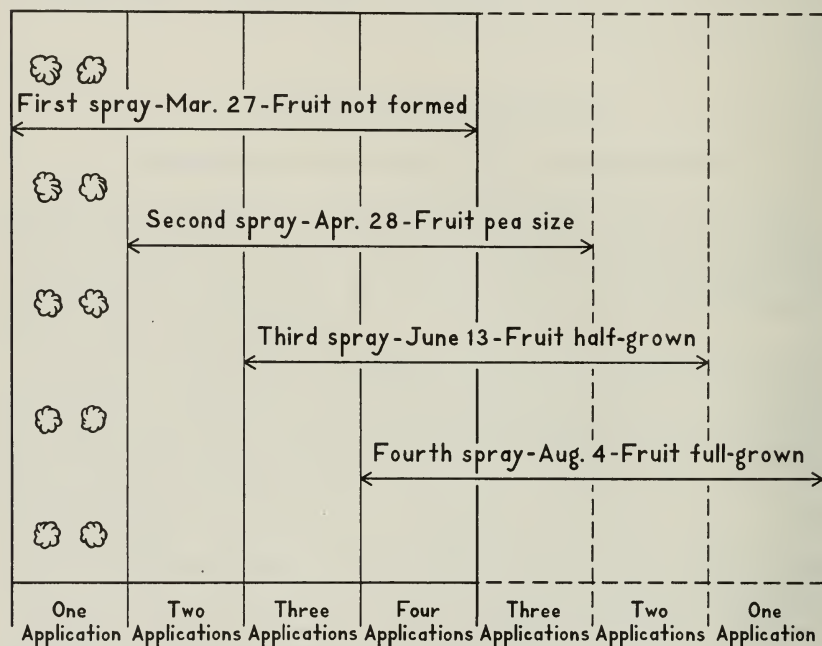 First spray-Mar. 27-Fruit not formed
Second spray-Apr. 28-Fruit pea size
Third spray-June 13-Fruit half-grown
Fourth spray-Aug. 4-Fruit full-grown
One Two Three Four Three Two One
Application Applications Applications Applications Applications Applications Application